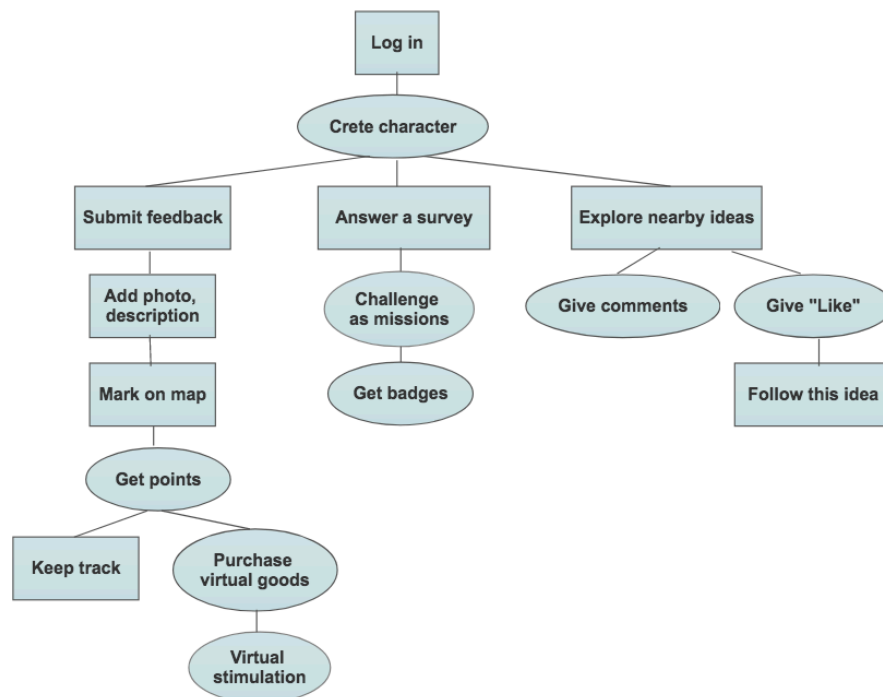 Log in
Crete character
Submit feedback
Answer a survey
Explore nearby ideas
Add photo,
description
Challenge
as missions
Give comments
Give "Like"
Mark on map
Get badges
Follow this idea
Get points
Keep track
Purchase
virtual goods
Virtual
stimulation